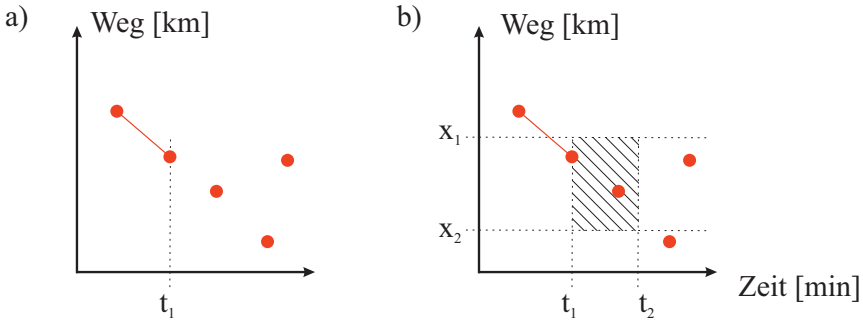 a)
Weg [km]
t₁
b)
Weg [km]
x₁
x₂
t₁
t₂
Zeit [min]